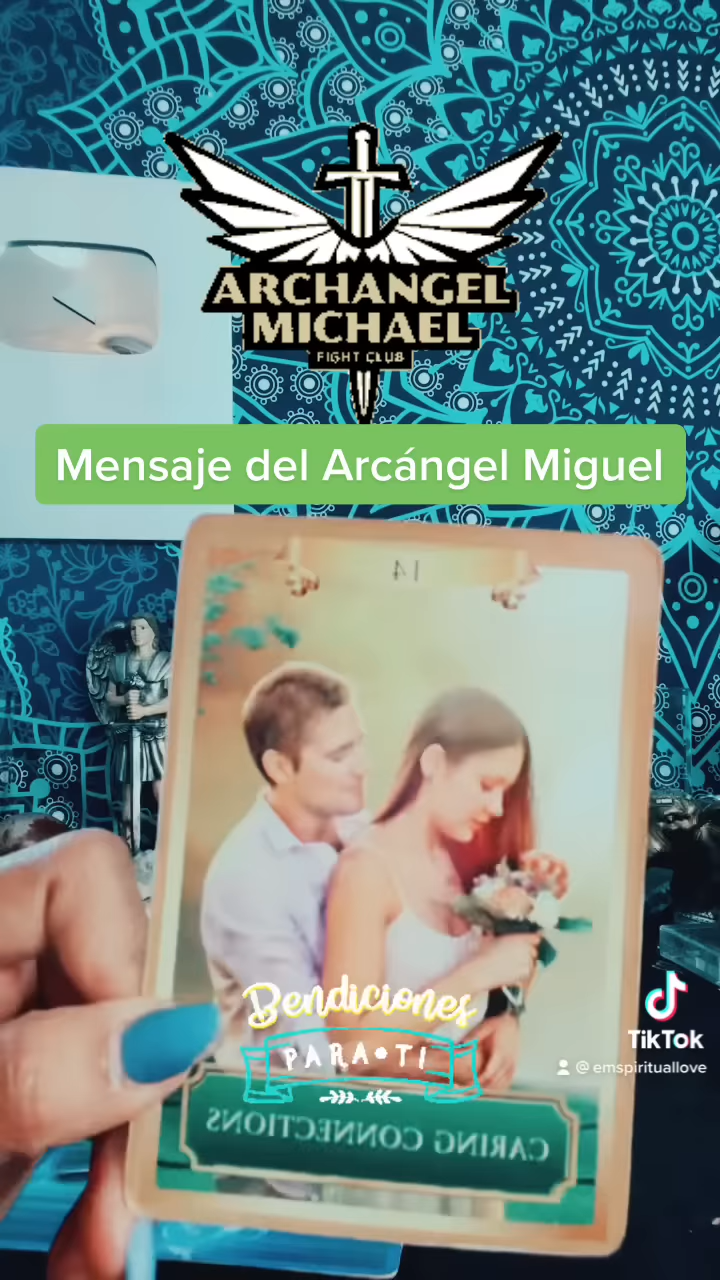 ARCHANGEL
MICHAEL
FIGHT CLUB
Mensaje del Arcángel Miguel
14
Bendiciones
PARA•TI
CARING CONNECTIONS
TikTok
@emspirituallove